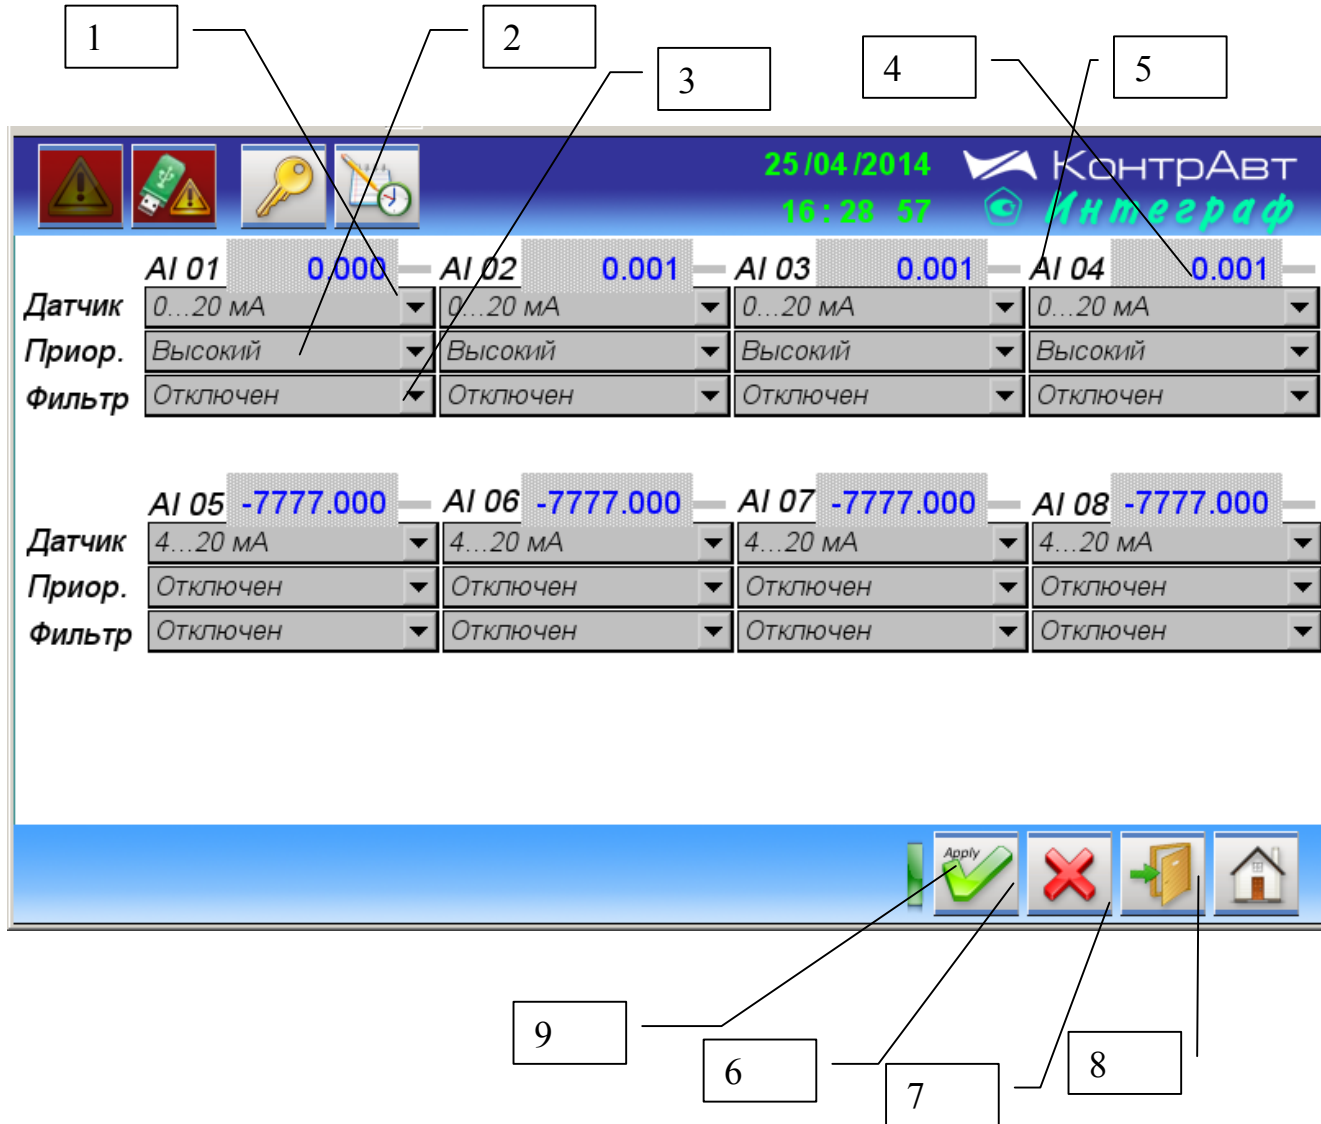 1 2 3 4 5
25/04/2014 КонтрАвт
16:28 57 Интеграф
AI 01 0.000 AI 02 0.001 AI 03 0.001 AI 04 0.001
Датчик 0...20 мА 0...20 мА 0...20 мА 0...20 мА
Приор. Высокий Высокий Высокий Высокий
Фильтр Отключен Отключен Отключен Отключен
AI 05 -7777.000 AI 06 -7777.000 AI 07 -7777.000 AI 08 -7777.000
Датчик 4...20 мА 4...20 мА 4...20 мА 4...20 мА
Приор. Отключен Отключен Отключен Отключен
Фильтр Отключен Отключен Отключен Отключен
Apply
9 6 7 8